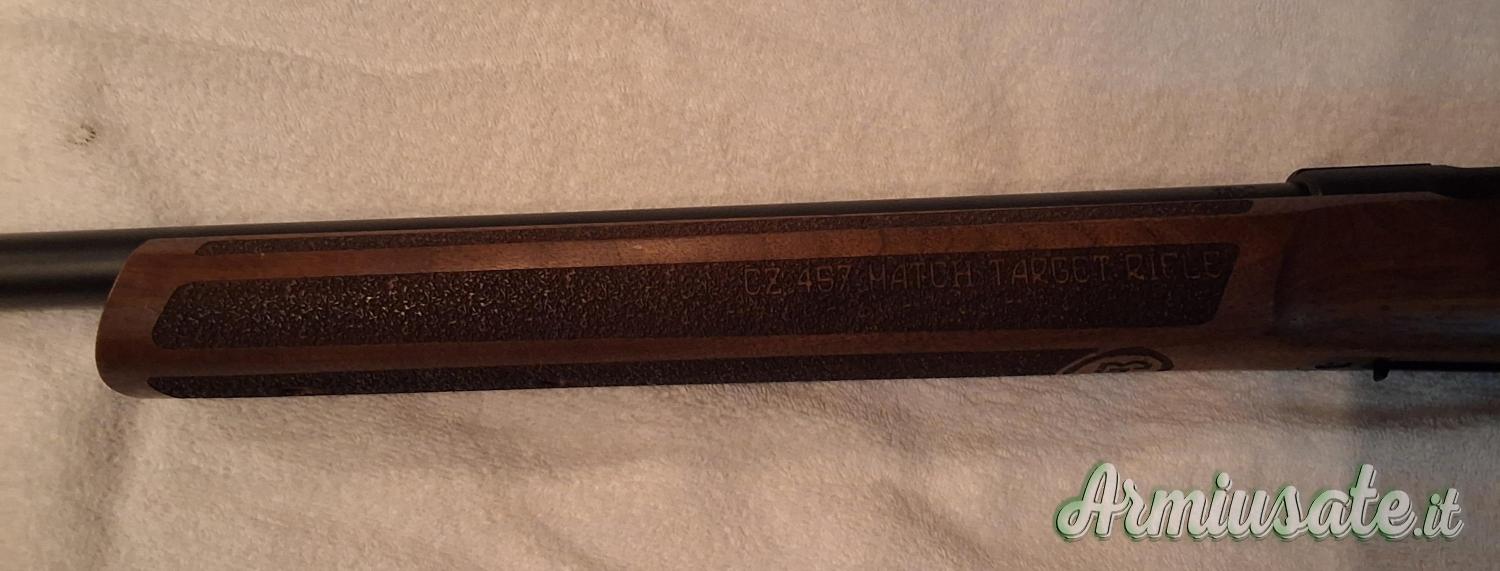 CZ 457 MATCH TARGET RIFLE
Armiusate.it